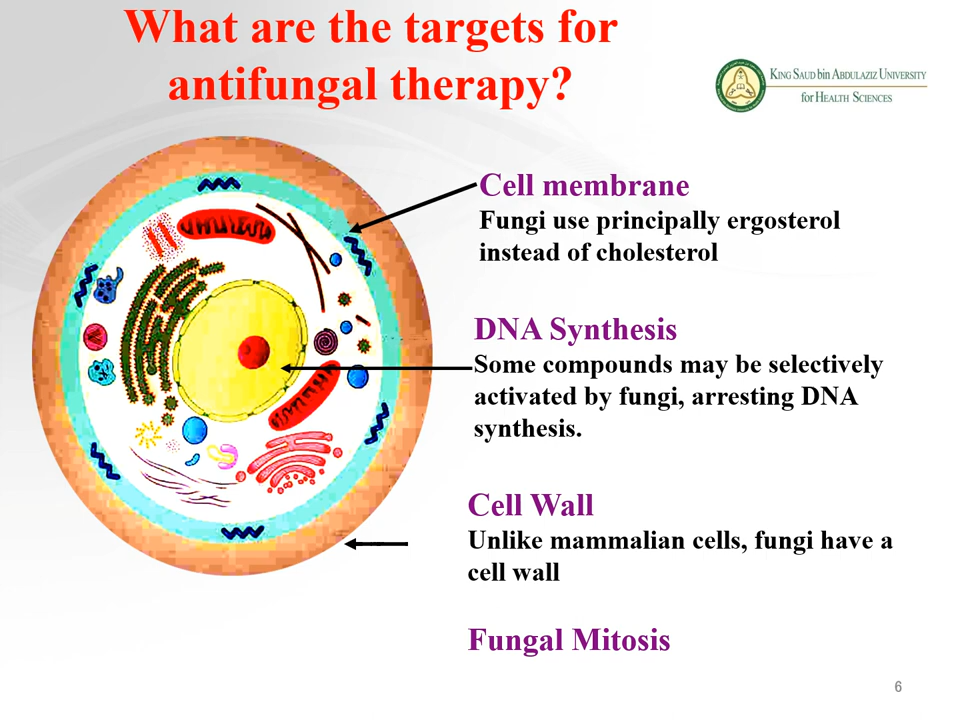 What are the targets for
antifungal therapy?
KING SAUD bin ABDULAZIZ UNIVERSITY
for HEALTH SCIENCES
Cell membrane
Fungi use principally ergosterol
instead of cholesterol
DNA Synthesis
Some compounds may be selectively
activated by fungi, arresting DNA
synthesis.
Cell Wall
Unlike mammalian cells, fungi have a
cell wall
Fungal Mitosis
6